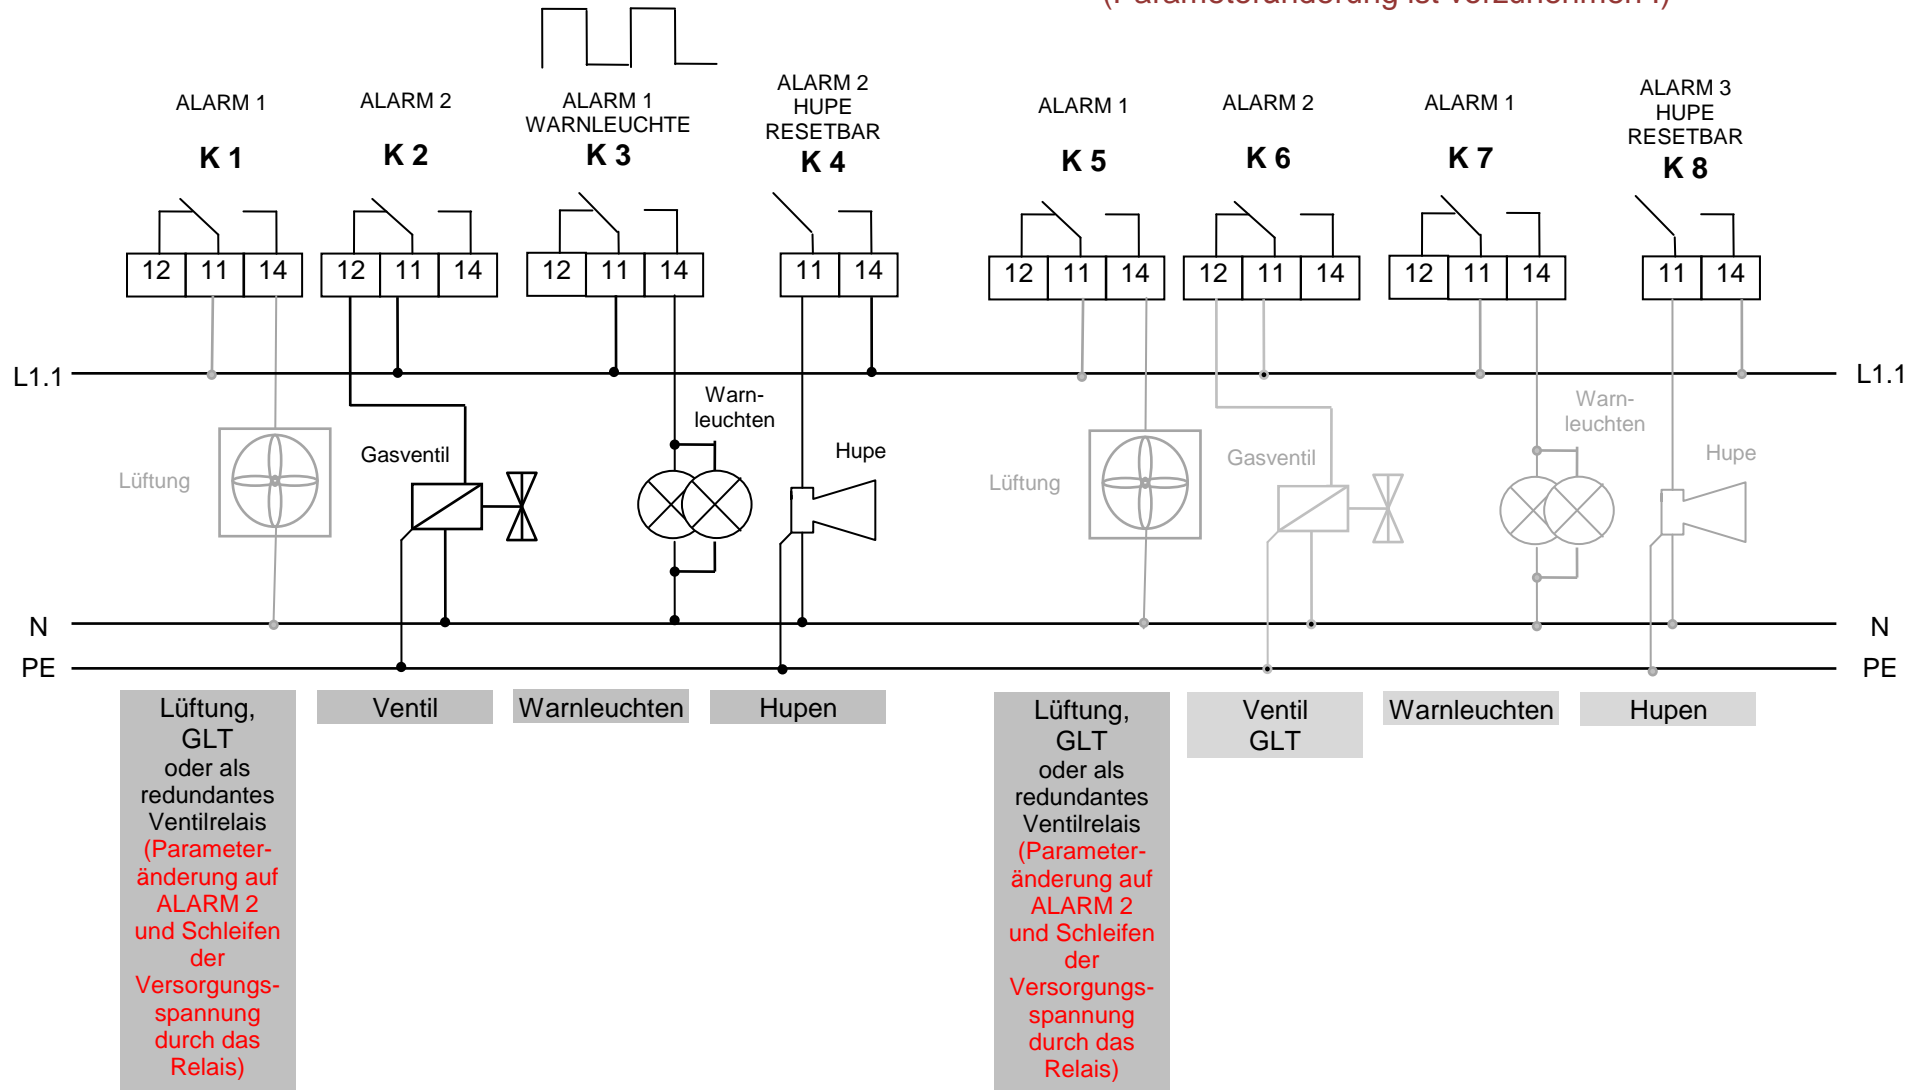 (Parameteränderung ist vorzunehmen !)
ALARM 1
K 1
ALARM 2
K 2
ALARM 1
WARNLEUCHTE
K 3
ALARM 2
HUPE
RESETBAR
K 4
ALARM 1
K 5
ALARM 2
K 6
ALARM 1
K 7
ALARM 3
HUPE
RESETBAR
K 8
12 11 14
12 11 14
12 11 14
11 14
12 11 14
12 11 14
12 11 14
11 14
L1.1
L1.1
Lüftung
Gasventil
Warn-
leuchten
Hupe
Lüftung
Gasventil
Warn-
leuchten
Hupe
N
N
PE
PE
Lüftung,
GLT
oder als
redundantes
Ventilrelais
(Parameter-
änderung auf
ALARM 2
und Schleifen
der
Versorgungs-
spannung
durch das
Relais)
Ventil
Warnleuchten
Hupen
Lüftung,
GLT
oder als
redundantes
Ventilrelais
(Parameter-
änderung auf
ALARM 2
und Schleifen
der
Versorgungs-
spannung
durch das
Relais)
Ventil
GLT
Warnleuchten
Hupen